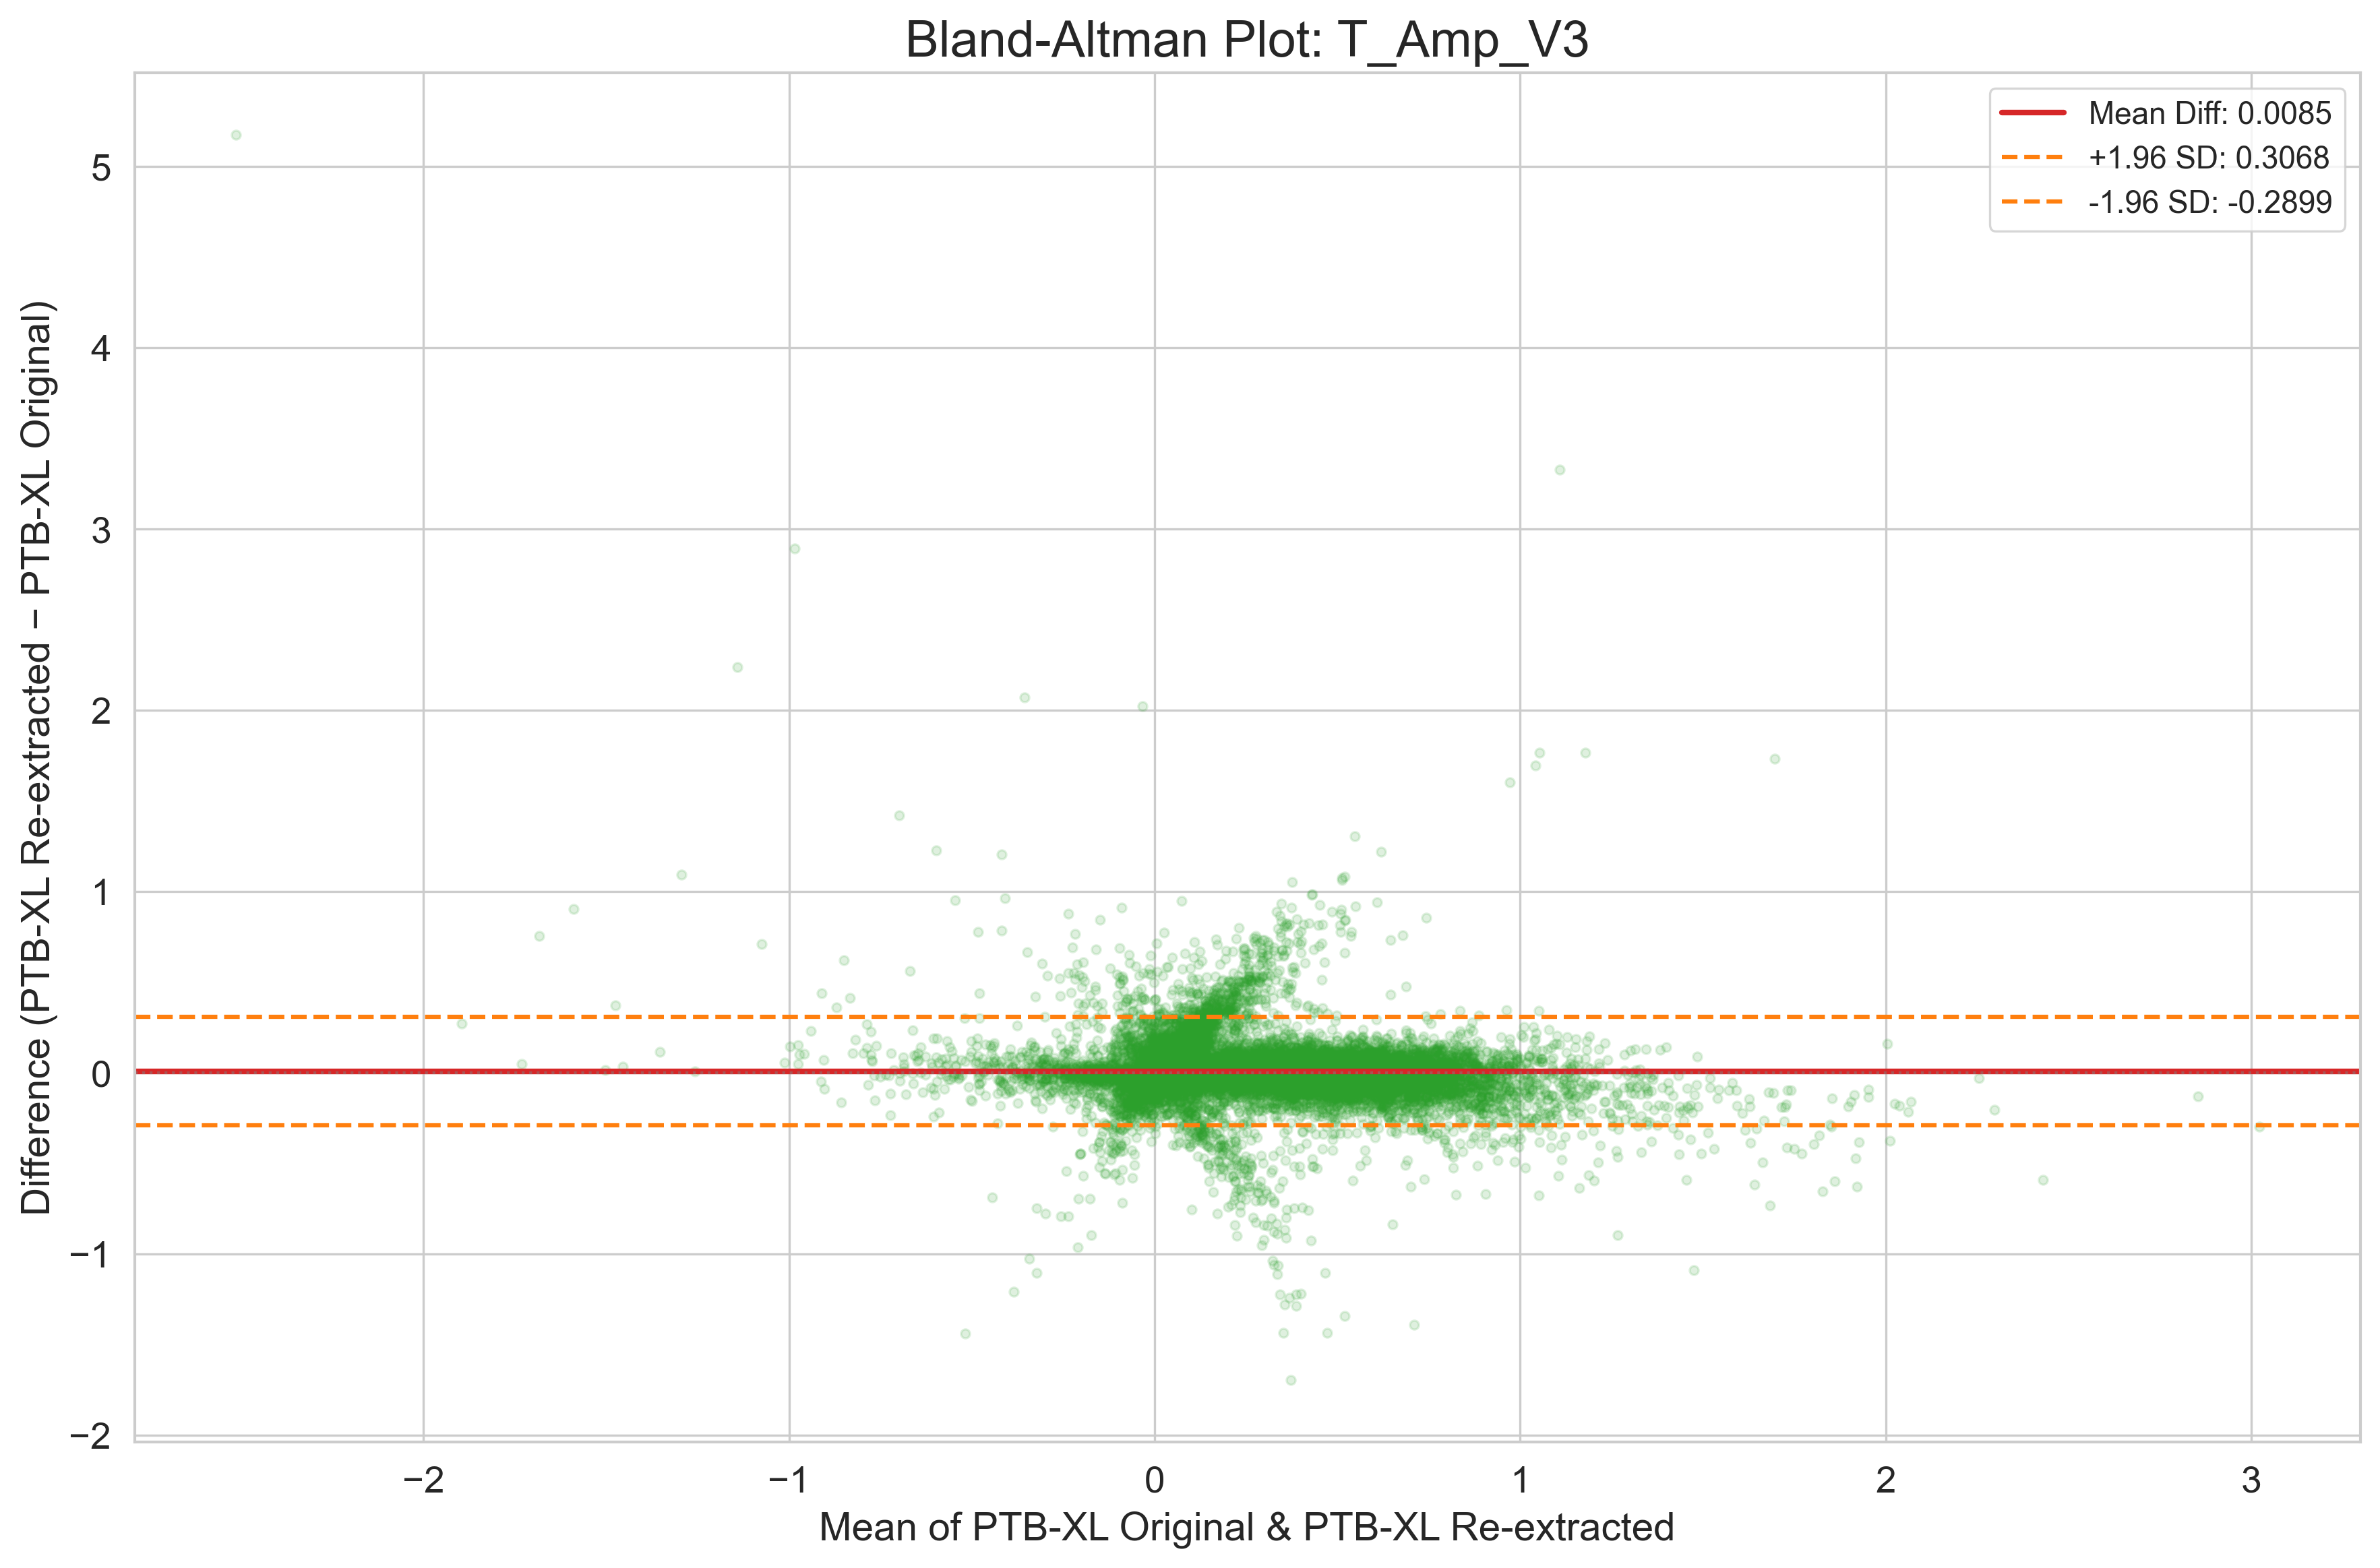 Bland-Altman Plot: T_Amp_V3
Mean Diff: 0.0085
+1.96 SD: 0.3068
-1.96 SD: -0.2899
Difference (PTB-XL Re-extracted − PTB-XL Original)
5
4
3
2
1
0
−1
−2
−2
−1
0
1
2
3
Mean of PTB-XL Original & PTB-XL Re-extracted